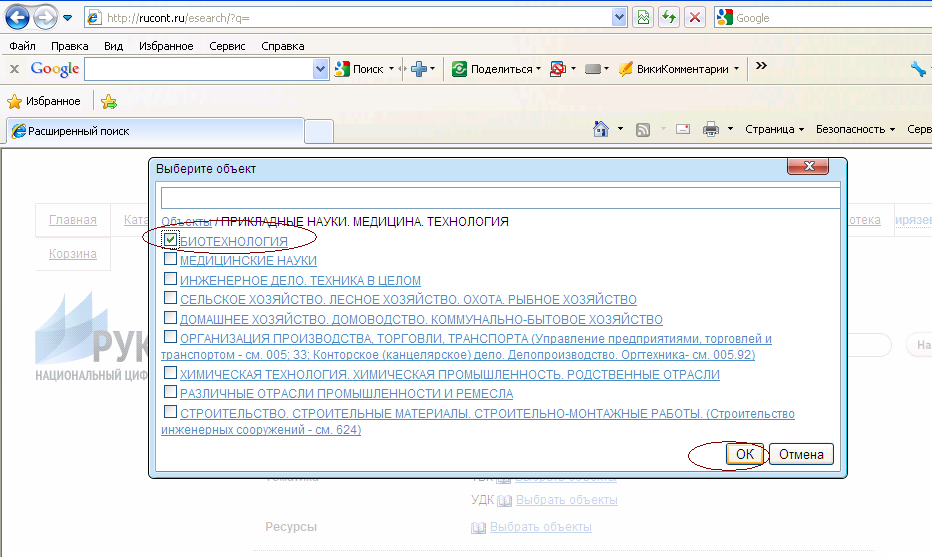 http://rucont.ru/esearch/?q=
Google
Файл Правка Вид Избранное Сервис Справка
x Google Поиск Поделиться ВикиКомментарии »
Избранное
Расширенный поиск
Страница Безопасность Серв
Выберите объект
Объекты / ПРИКЛАДНЫЕ НАУКИ. МЕДИЦИНА. ТЕХНОЛОГИЯ
Главная Ката отека ирязев
БИОТЕХНОЛОГИЯ
Корзина
МЕДИЦИНСКИЕ НАУКИ
ИНЖЕНЕРНОЕ ДЕЛО. ТЕХНИКА В ЦЕЛОМ
СЕЛЬСКОЕ ХОЗЯЙСТВО. ЛЕСНОЕ ХОЗЯЙСТВО. ОХОТА. РЫБНОЕ ХОЗЯЙСТВО
ДОМАШНЕЕ ХОЗЯЙСТВО. ДОМОВОДСТВО. КОММУНАЛЬНО-БЫТОВОЕ ХОЗЯЙСТВО
ОРГАНИЗАЦИЯ ПРОИЗВОДСТВА, ТОРГОВЛИ, ТРАНСПОРТА (Управление предприятиями, торговлей и
транспортом - см. 005; 33; Конторское (канцелярское) дело. Делопроизводство. Оргтехника- см. 005.92)
РУК
На
ХИМИЧЕСКАЯ ТЕХНОЛОГИЯ. ХИМИЧЕСКАЯ ПРОМЫШЛЕННОСТЬ. РОДСТВЕННЫЕ ОТРАСЛИ
НАЦИОНАЛЬНЫЙ ЦИФ
РАЗЛИЧНЫЕ ОТРАСЛИ ПРОМЫШЛЕННОСТИ И РЕМЕСЛА
СТРОИТЕЛЬСТВО. СТРОИТЕЛЬНЫЕ МАТЕРИАЛЫ. СТРОИТЕЛЬНО-МОНТАЖНЫЕ РАБОТЫ. (Строительство
инженерных сооружений - см. 624)
ОК Отмена
Тематика ББК Выбрать объекты
УДК Выбрать объекты
Ресурсы Выбрать объекты